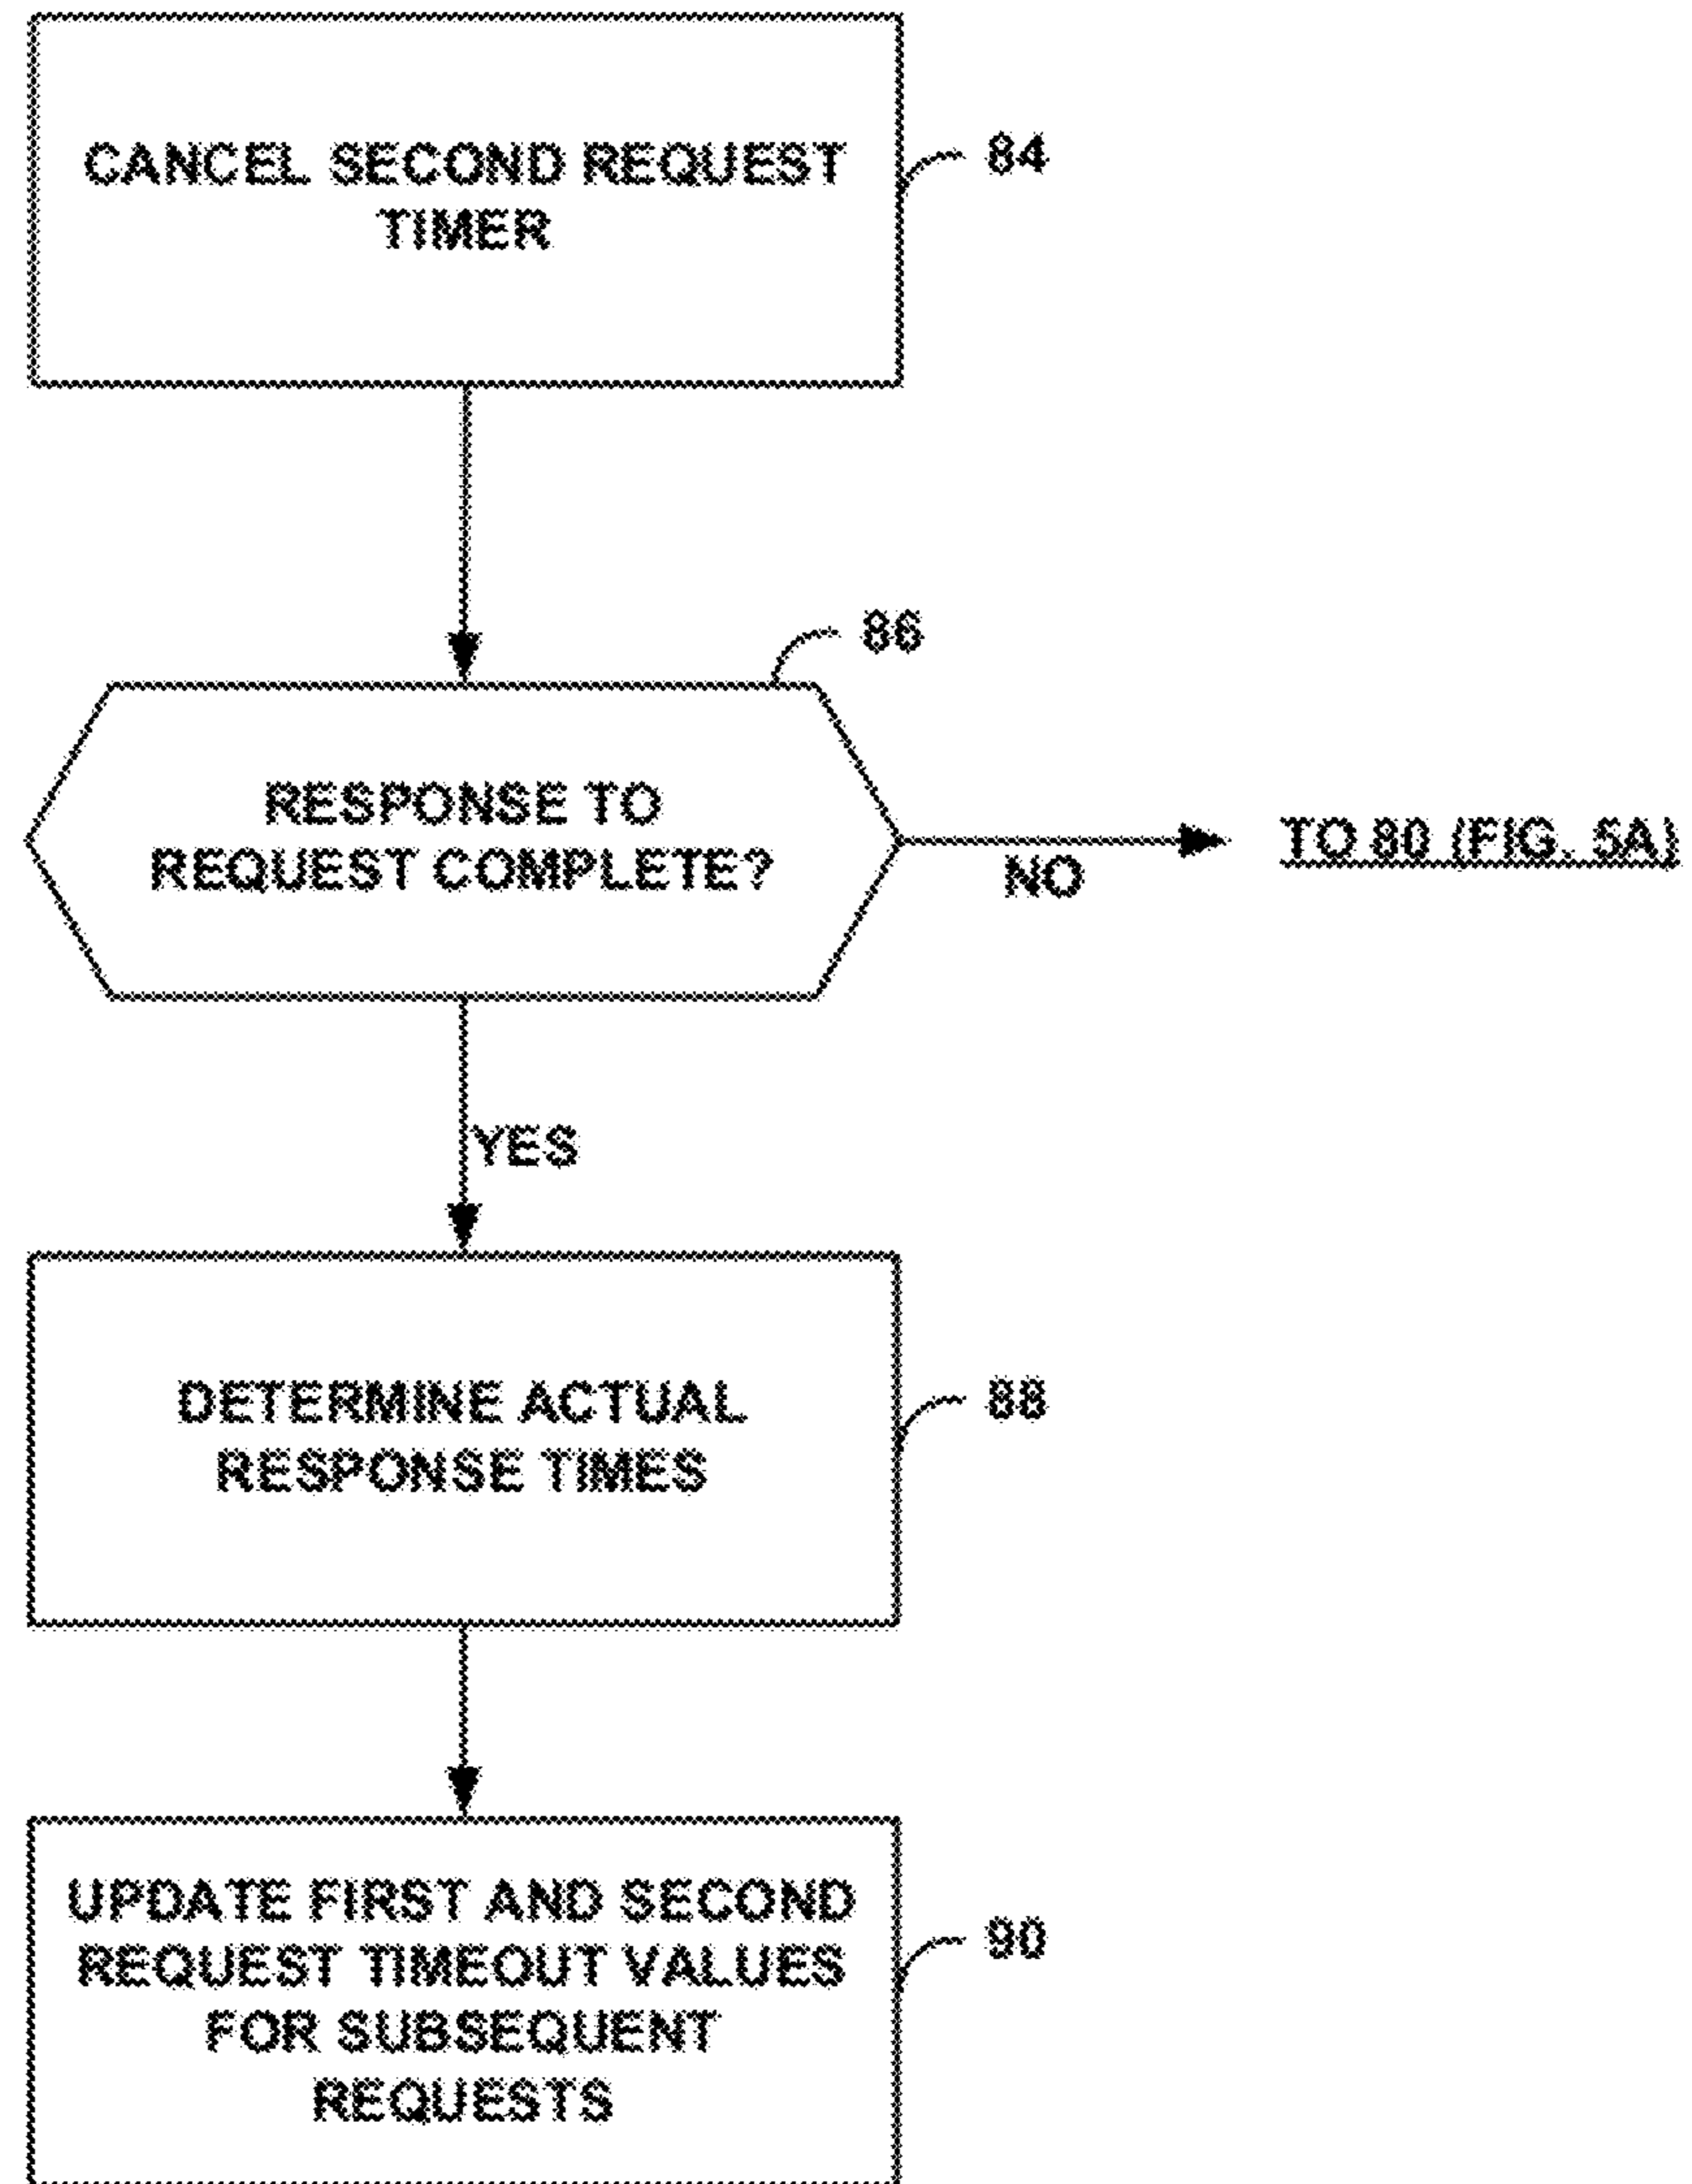 CANCEL SECOND REQUEST
TIMER
84
86
RESPONSE TO
REQUEST COMPLETE?
NO
TO 80 (FIG. 5A)
YES
DETERMINE ACTUAL
RESPONSE TIMES
88
UPDATE FIRST AND SECOND
REQUEST TIMEOUT VALUES
FOR SUBSEQUENT
REQUESTS
90